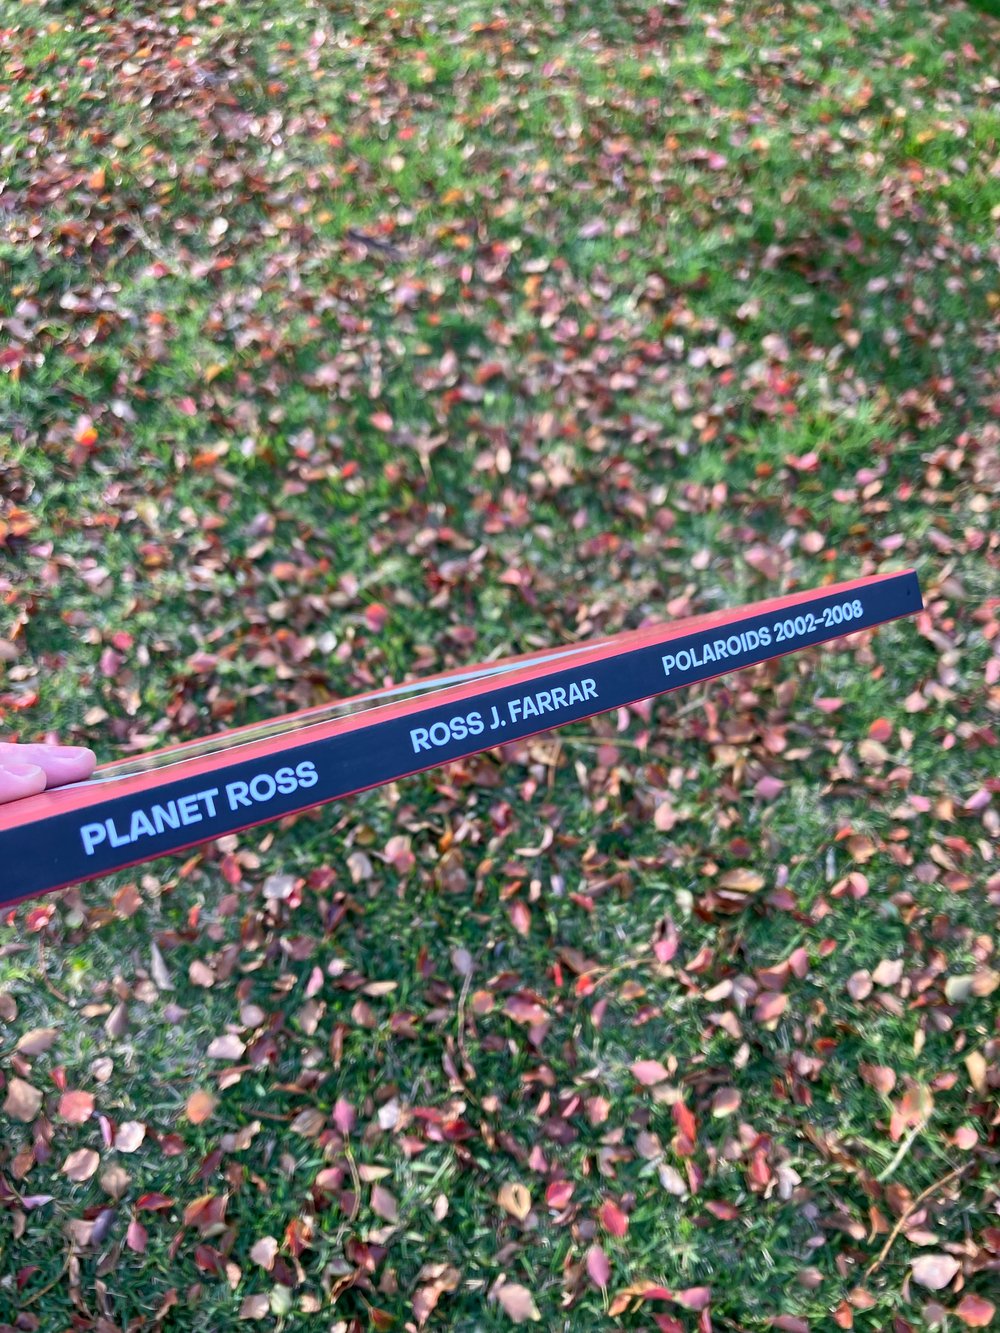 PLANET ROSS ROSS J. FARRAR POLAROIDS 2002–2008